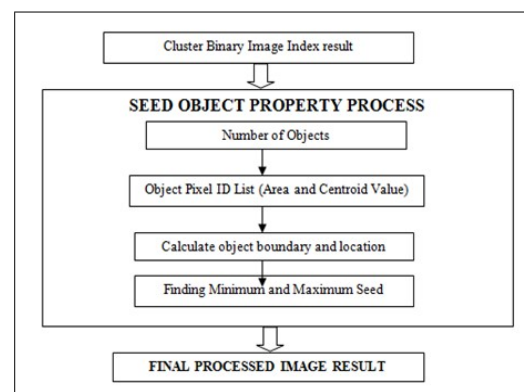 Cluster Binary Image Index result
SEED OBJECT PROPERTY PROCESS
Number of Objects
Object Pixel ID List (Area and Centroid Value)
Calculate object boundary and location
Finding Minimum and Maximum Seed
FINAL PROCESSED IMAGE RESULT